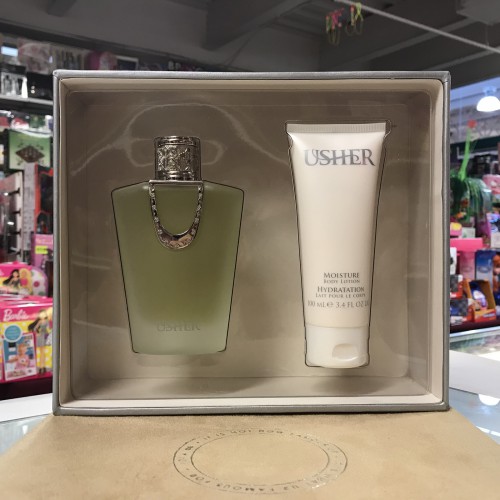 USHER
USHER
MOISTURE
BODY LOTION
HYDRATATION
LAIT POUR LE CORPS
100 mL e 3.4 FL OZ
Barbie